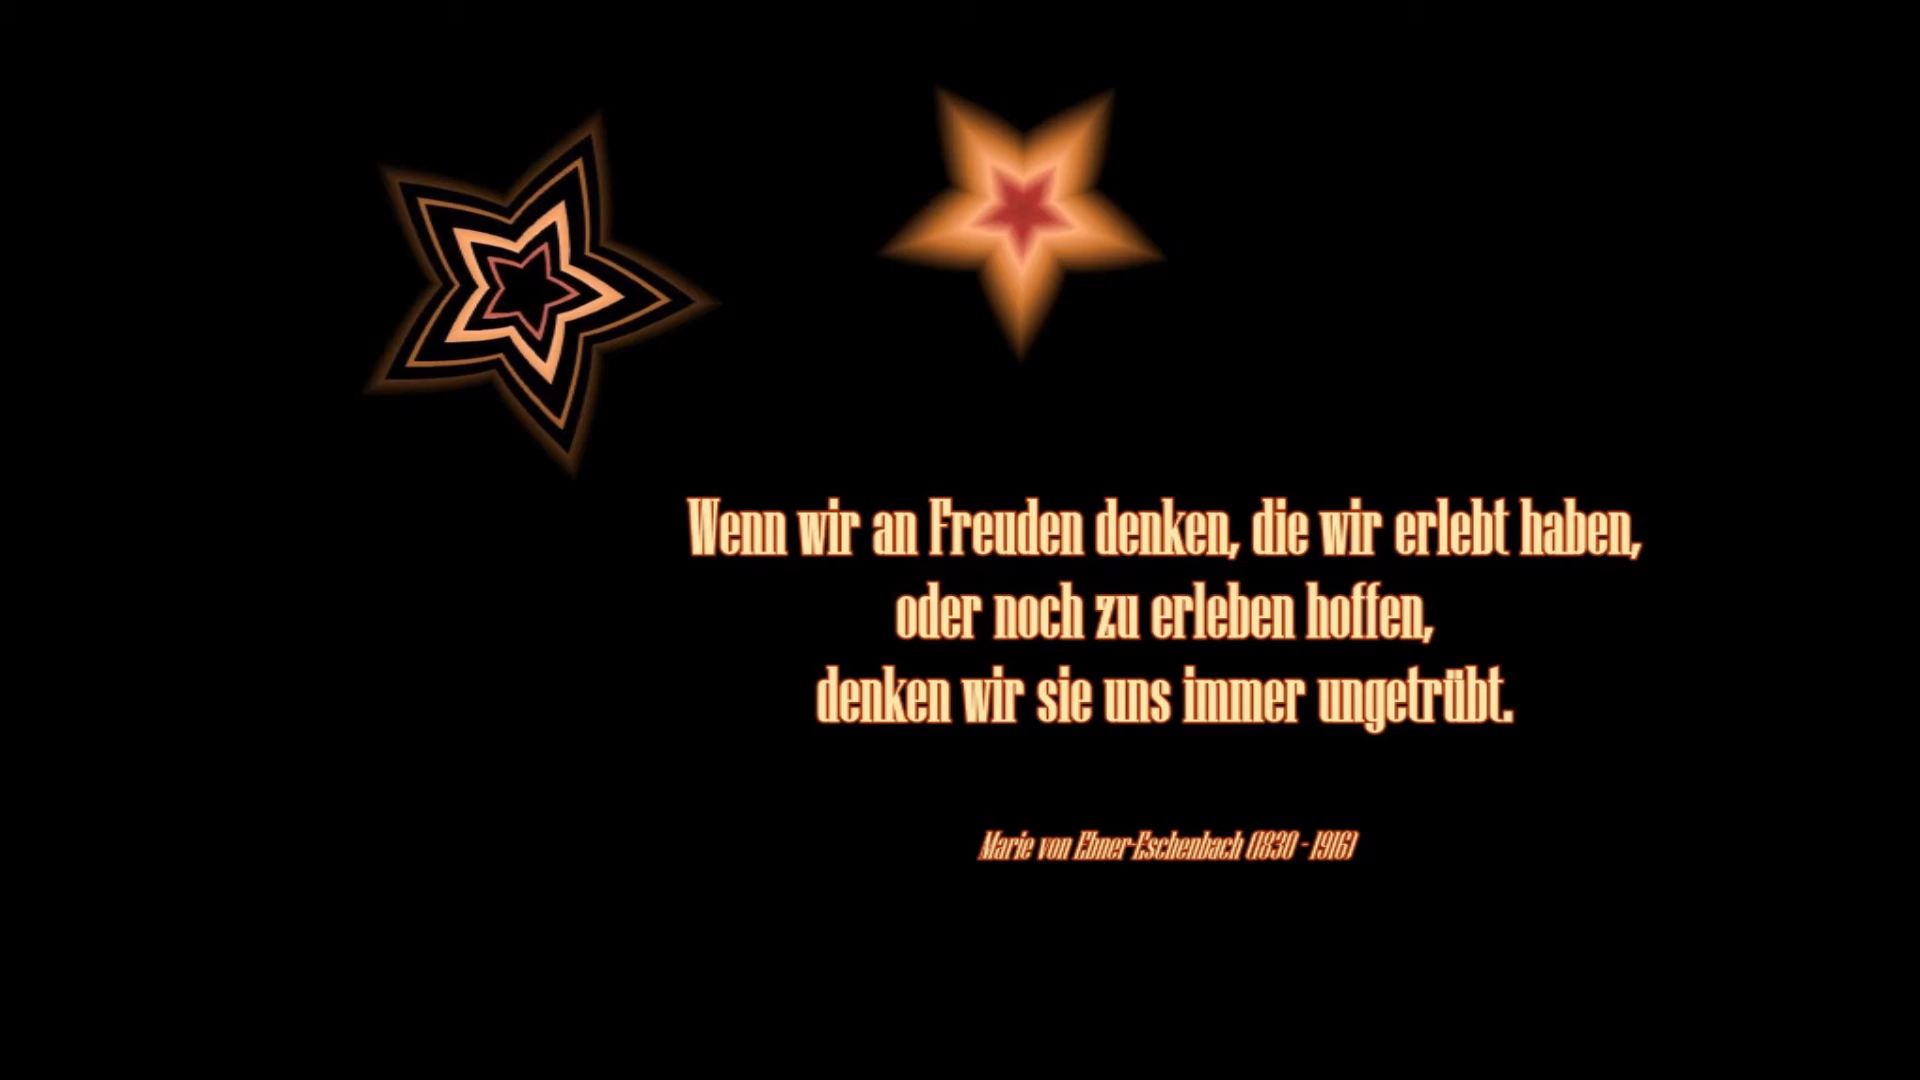 Wenn wir an Freuden denken, die wir erlebt haben,
oder noch zu erleben hoffen,
denken wir sie uns immer ungetrübt.
Marie von Ebner-Eschenbach (1830 - 1916)